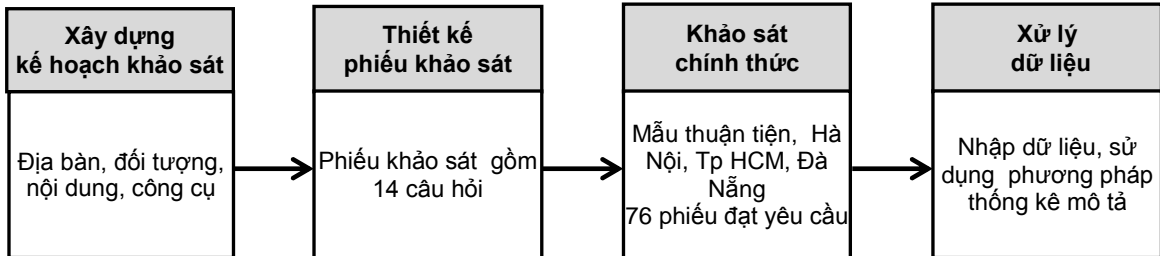 Xây dựng
kế hoạch khảo sát
Địa bàn, đối tượng,
nội dung, công cụ
Thiết kế
phiếu khảo sát
Phiếu khảo sát gồm
14 câu hỏi
Khảo sát
chính thức
Mẫu thuận tiện, Hà
Nội, Tp HCM, Đà
Nẵng
76 phiếu đạt yêu cầu
Xử lý
dữ liệu
Nhập dữ liệu, sử
dụng phương pháp
thống kê mô tả